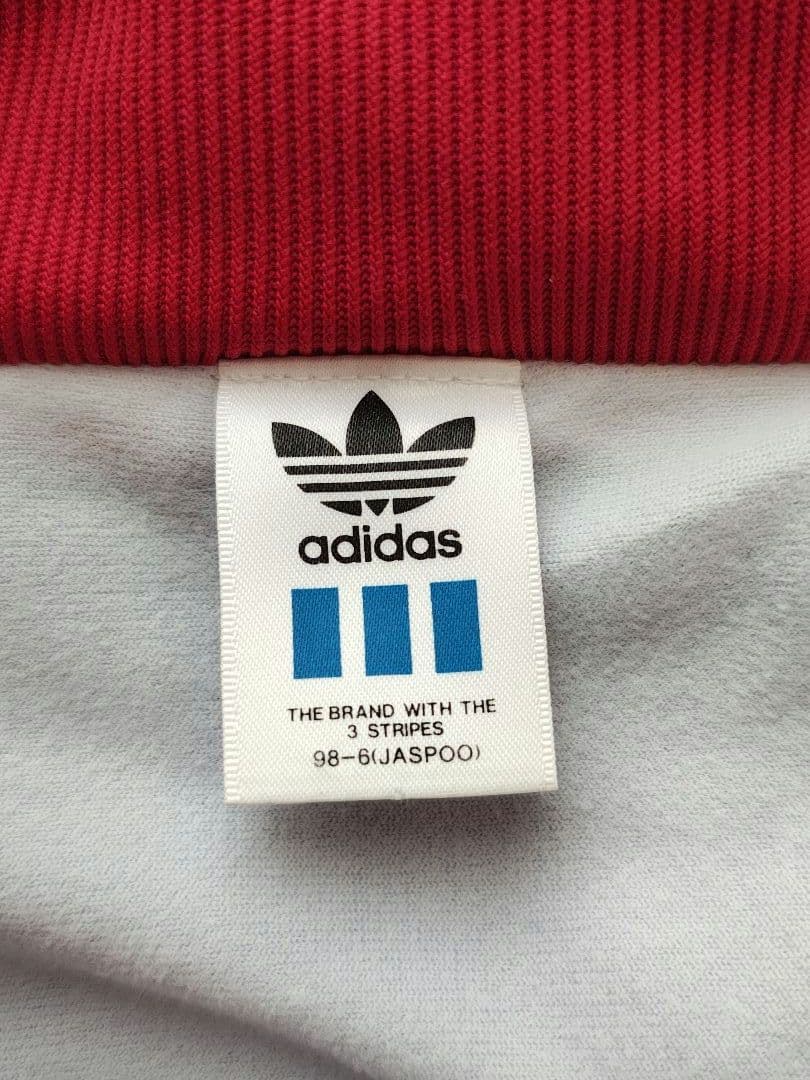 adidas
THE BRAND WITH THE
3 STRIPES
98-6(JASPOO)